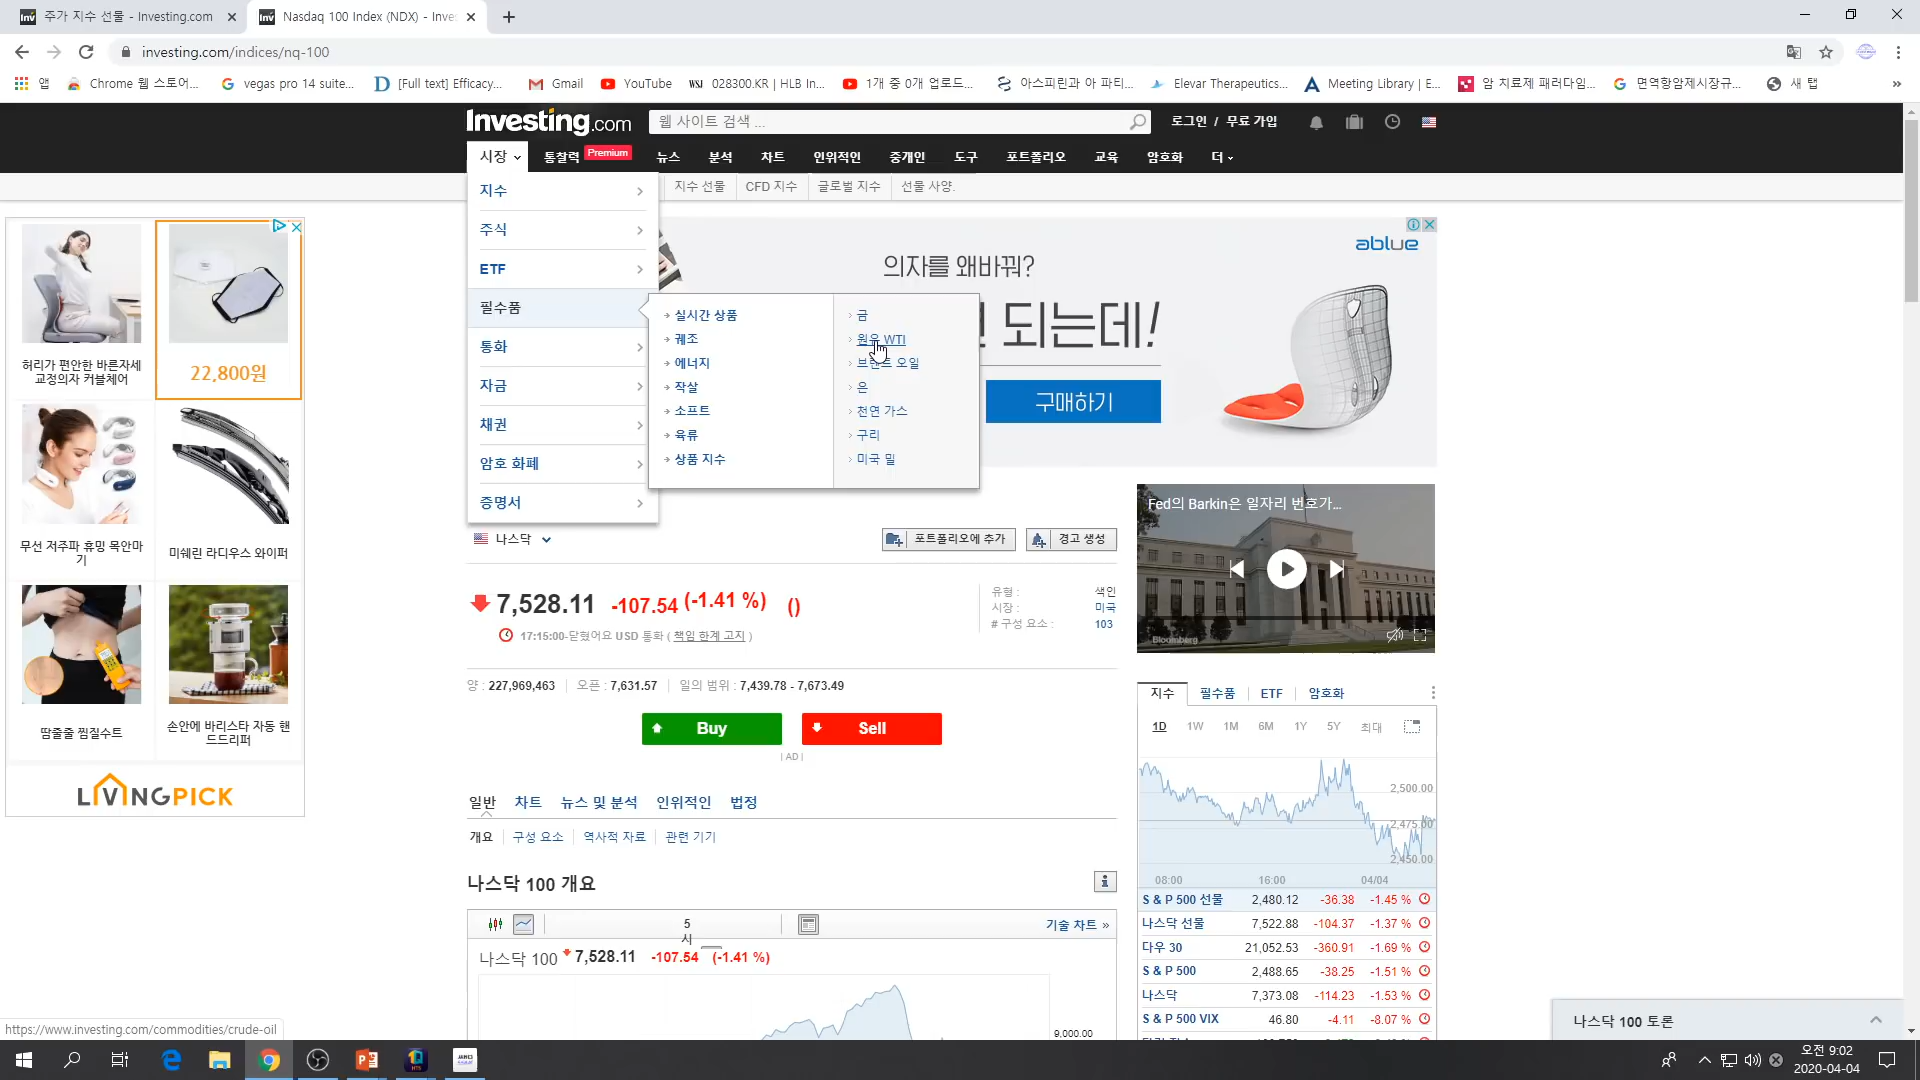 주가 지수 선물 - Investing.com
Nasdaq 100 Index (NDX) - Inve
investing.com/indices/nq-100
앱
Chrome 웹 스토어...
vegas pro 14 suite...
[Full text] Efficacy...
Gmail
YouTube
WSJ 028300.KR | HLB In...
1개 중 0개 업로드...
아스피린과 아 파티...
Elevar Therapeutics...
Meeting Library | E...
암 치료제 패러다임...
면역항암제시장규...
새 탭
Investing.com
웹 사이트 검색 ...
로그인 / 무료 가입
시장
통찰력 Premium
뉴스
분석
차트
인위적인
중개인
도구
포트폴리오
교육
암호화
더
지수 선물
CFD 지수
글로벌 지수
선물 사양.
지수
주식
ETF
필수품
통화
자금
채권
암호 화폐
증명서
실시간 상품
궤조
에너지
작살
소프트
육류
상품 지수
금
원유 WTI
브렌트 오일
은
천연 가스
구리
미국 밀
허리가 편안한 바른자세
교정의자 커블체어
22,800원
무선 저주파 휴밍 목안마
기
미쉐린 라디우스 와이퍼
땀줄줄 찜질수트
손안에 바리스타 자동 핸
드드리퍼
LIVINGPICK
ablue
의자를 왜바꿔?
되는데!
구매하기
나스닥
포트폴리오에 추가
경고 생성
7,528.11 -107.54 (-1.41 %) ()
17:15:00-닫혔어요 USD 통화 ( 책임 한계 고지 )
유형 : 색인
시장 : 미국
# 구성 요소 : 103
양 : 227,969,463
오픈 : 7,631.57
일의 범위 : 7,439.78 - 7,673.49
Buy
Sell
| AD |
일반
차트
뉴스 및 분석
인위적인
법정
개요
구성 요소
역사적 자료
관련 기기
나스닥 100 개요
5
시
기술 차트 »
나스닥 100 7,528.11 -107.54 (-1.41 %)
9,000.00
Fed의 Barkin은 일자리 번호가...
Bloomberg
지수
필수품
ETF
암호화
1D 1W 1M 6M 1Y 5Y 최대
2,500.00
2,475.00
2,450.00
08:00 16:00 04/04
S & P 500 선물 2,480.12 -36.38 -1.45 %
나스닥 선물 7,522.88 -104.37 -1.37 %
다우 30 21,052.53 -360.91 -1.69 %
S & P 500 2,488.65 -38.25 -1.51 %
나스닥 7,373.08 -114.23 -1.53 %
S & P 500 VIX 46.80 -4.11 -8.07 %
나스닥 100 토론
https://www.investing.com/commodities/crude-oil
오전 9:02
2020-04-04